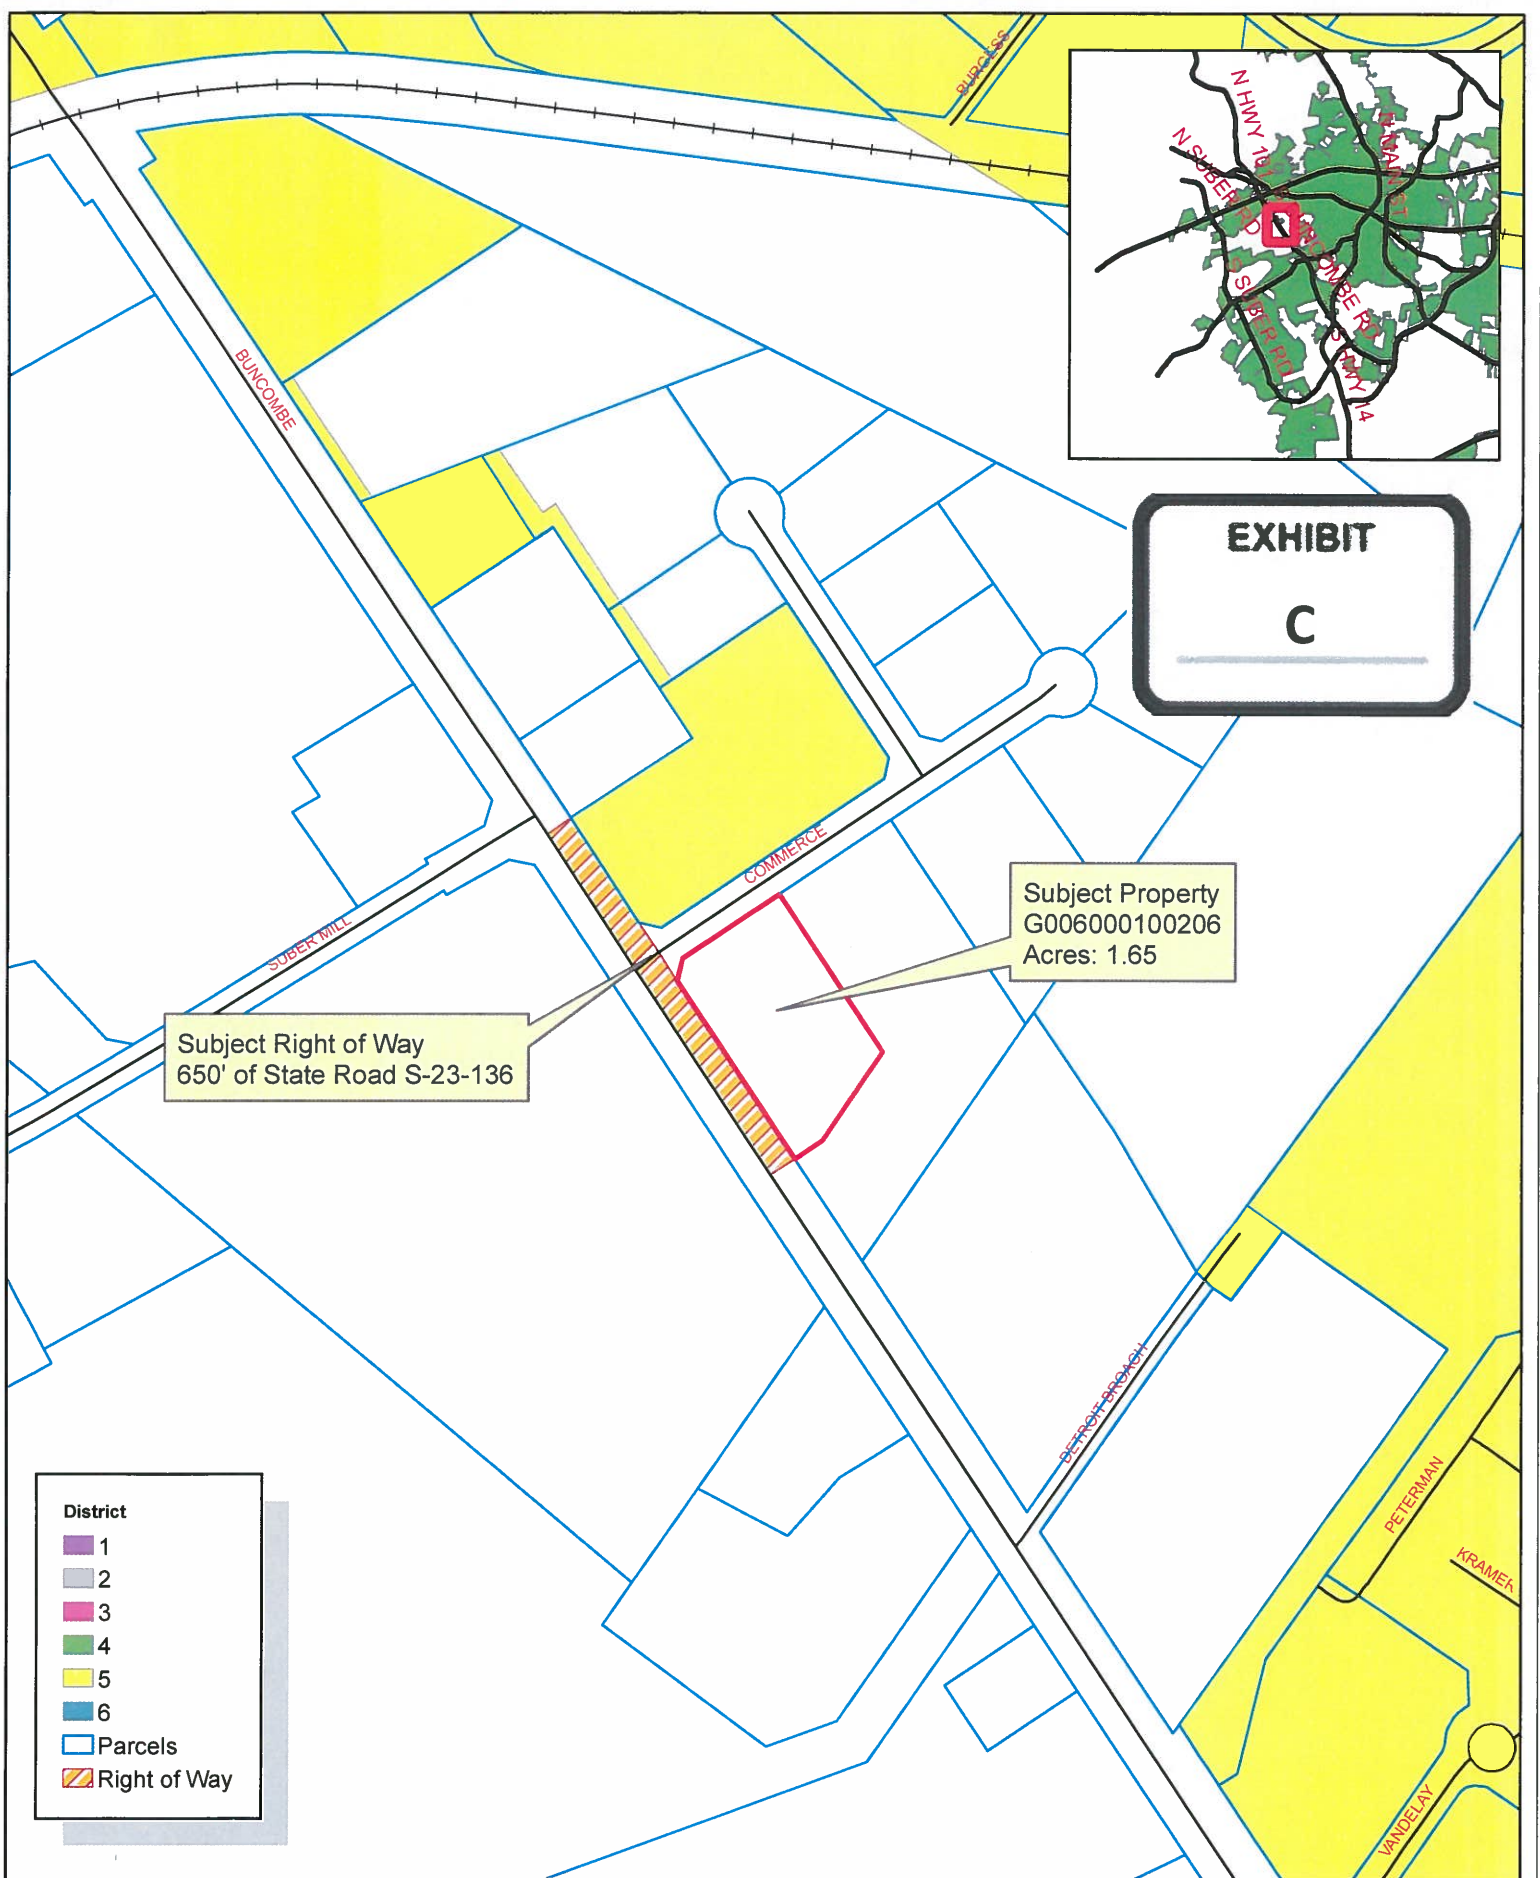 BURGESS
N HWY 101
N SUBER RD
N MAIN ST
BUNCOMBE RD
S SUBER RD
S HWY 14
BUNCOMBE
EXHIBIT
C
COMMERCE
Subject Property
G006000100206
Acres: 1.65
SUBER MILL
Subject Right of Way
650' of State Road S-23-136
DETROIT BROACH
PETERMAN
KRAMER
VANDELAY
District
1
2
3
4
5
6
Parcels
Right of Way